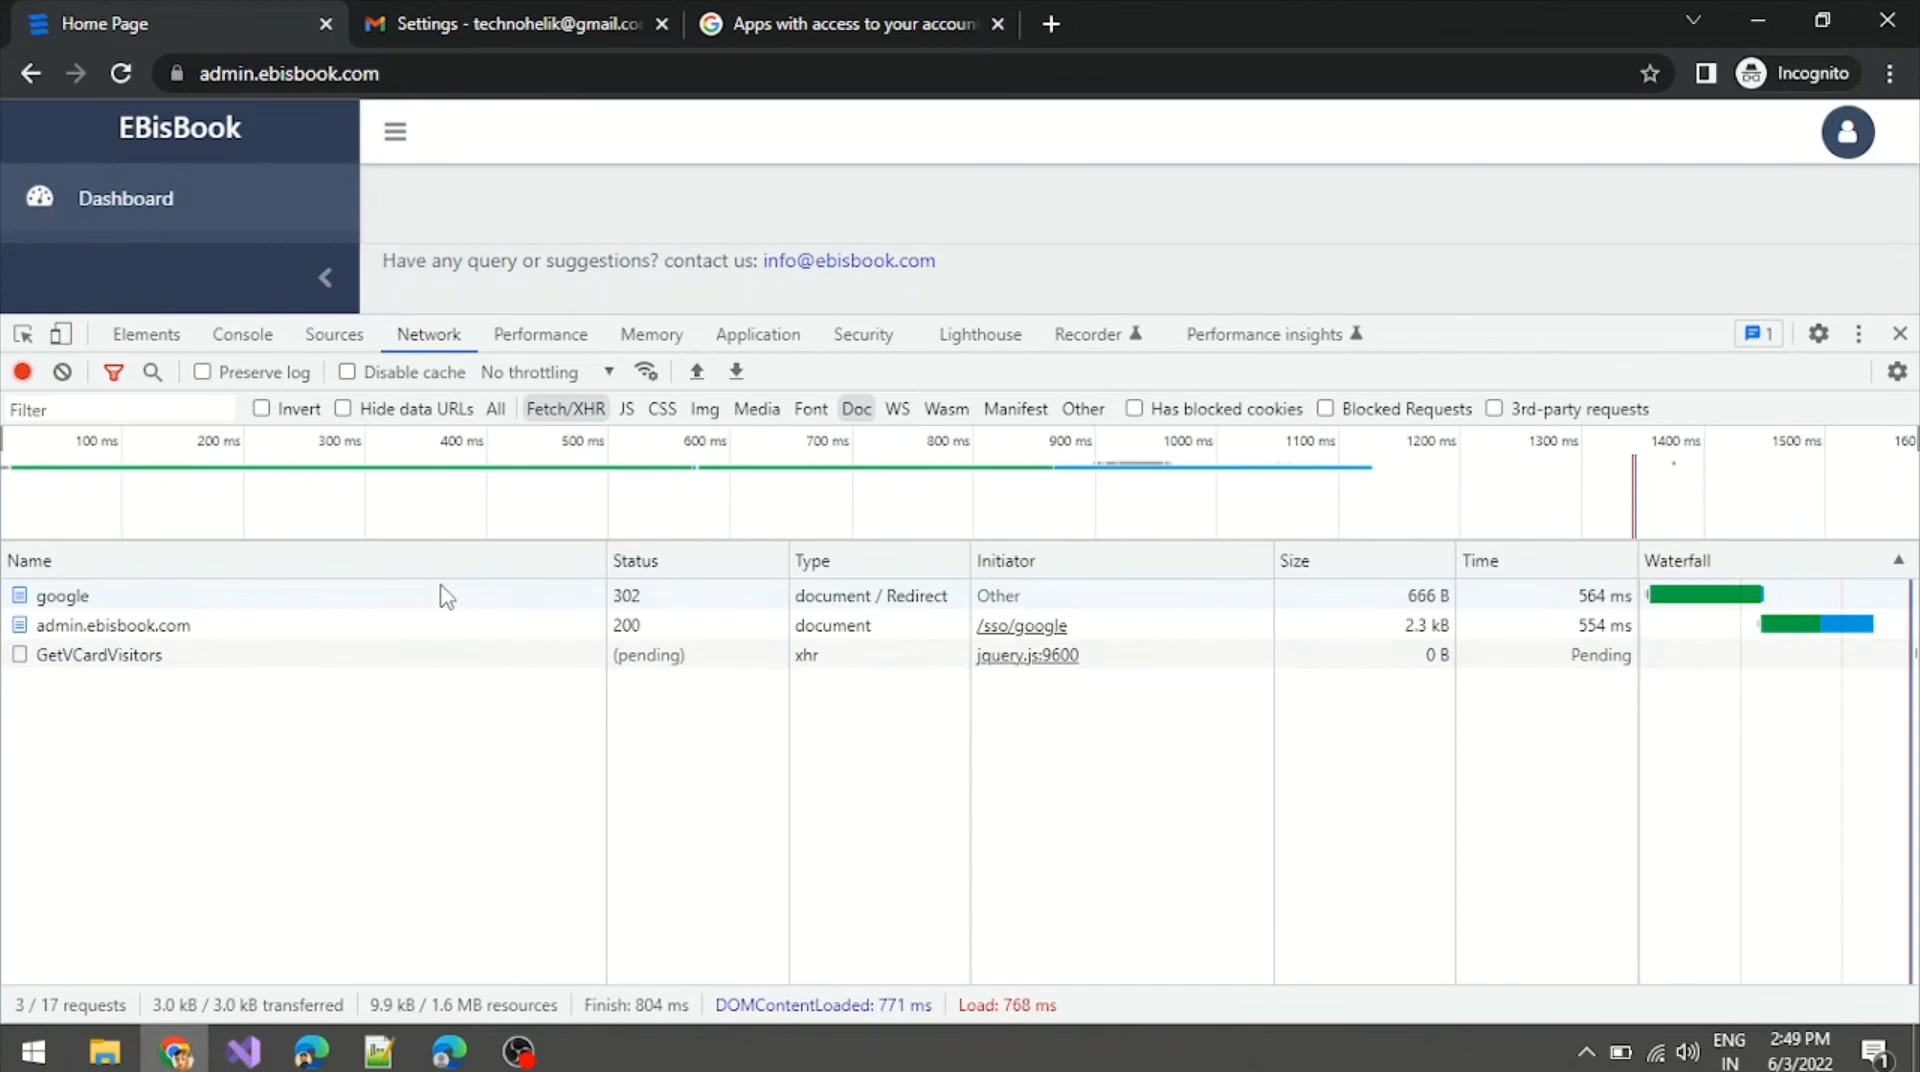 Home Page
Settings - technohelik@gmail.co
Apps with access to your accoun
admin.ebisbook.com
Incognito
EBisBook
Dashboard
Have any query or suggestions? contact us: info@ebisbook.com
Elements Console Sources Network Performance Memory Application Security Lighthouse Recorder Performance insights 1
Preserve log Disable cache No throttling
Filter Invert Hide data URLs All Fetch/XHR JS CSS Img Media Font Doc WS Wasm Manifest Other Has blocked cookies Blocked Requests 3rd-party requests
100 ms 200 ms 300 ms 400 ms 500 ms 600 ms 700 ms 800 ms 900 ms 1000 ms 1100 ms 1200 ms 1300 ms 1400 ms 1500 ms 160
Name Status Type Initiator Size Time Waterfall
google 302 document / Redirect Other 666 B 564 ms
admin.ebisbook.com 200 document /sso/google 2.3 kB 554 ms
GetVCardVisitors (pending) xhr jquery.js:9600 0 B Pending
3 / 17 requests 3.0 kB / 3.0 kB transferred 9.9 kB / 1.6 MB resources Finish: 804 ms DOMContentLoaded: 771 ms Load: 768 ms
ENG 2:49 PM
IN 6/3/2022 1